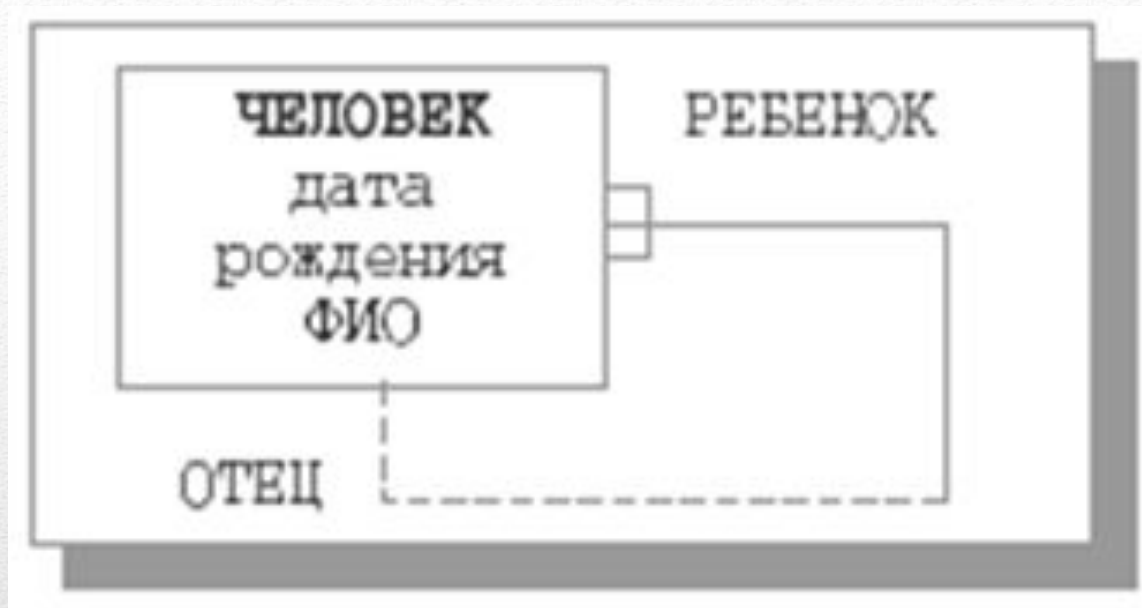 ЧЕЛОВЕК
дата
рождения
ФИО
РЕБЕНОК
ОТЕЦ